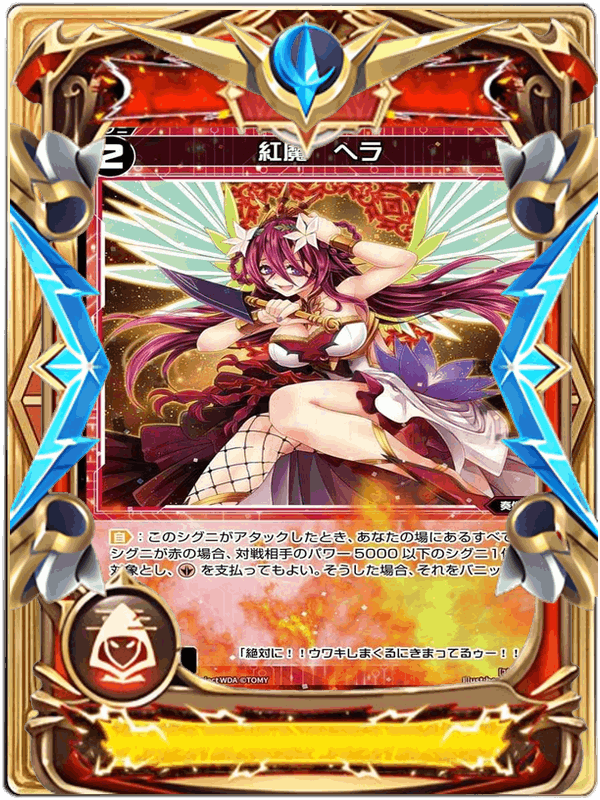 2
紅魔 ヘラ
奏
自：このシグニがアタックしたとき、あなたの場にあるすべて
シグニが赤の場合、対戦相手のパワー5000以下のシグニ1
対象とし、を支払ってもよい。そうした場合、それをバニッ
「絶対に！！ウワキしまくるにきまってるゥー！！
ject WDA ©TOMY
Illust: